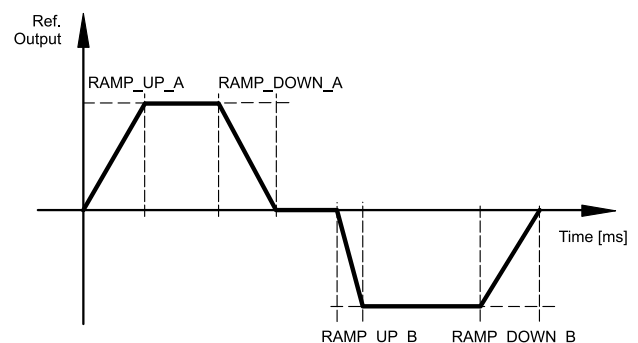 Ref.
Output
RAMP_UP_A RAMP_DOWN_A
Time [ms]
RAMP_UP_B RAMP_DOWN_B